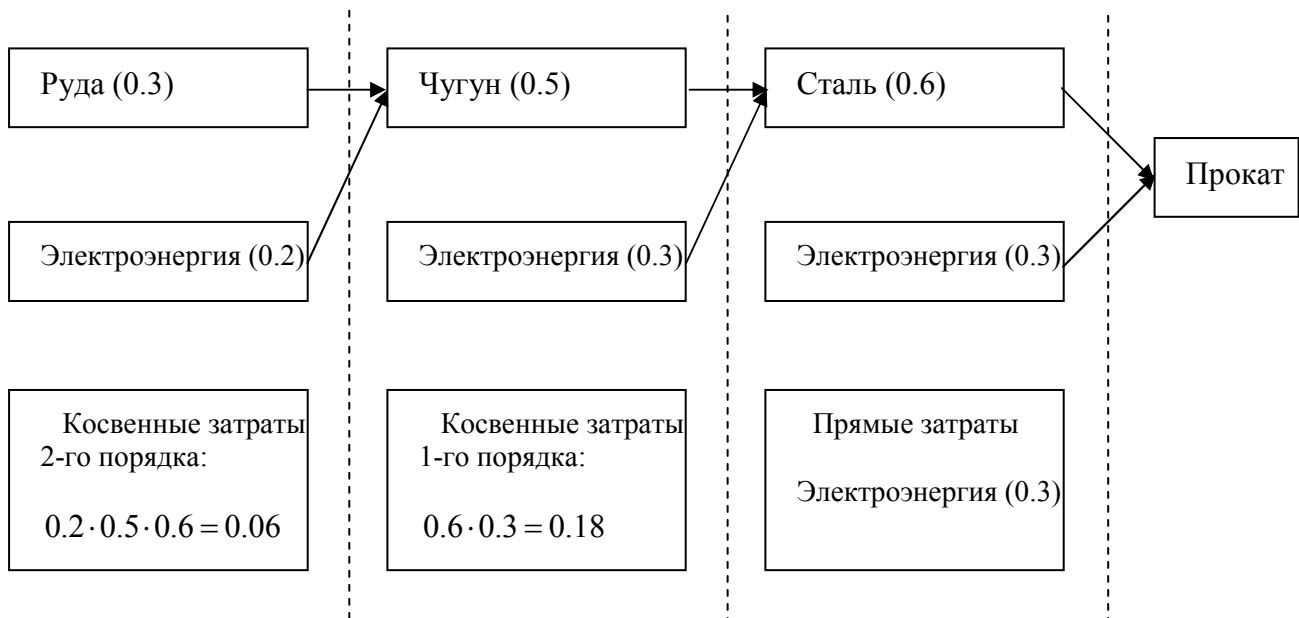 Руда (0.3)
Чугун (0.5)
Сталь (0.6)
Прокат
Электроэнергия (0.2)
Электроэнергия (0.3)
Электроэнергия (0.3)
Косвенные затраты
2-го порядка:
0.2·0.5·0.6 = 0.06
Косвенные затраты
1-го порядка:
0.6·0.3 = 0.18
Прямые затраты
Электроэнергия (0.3)